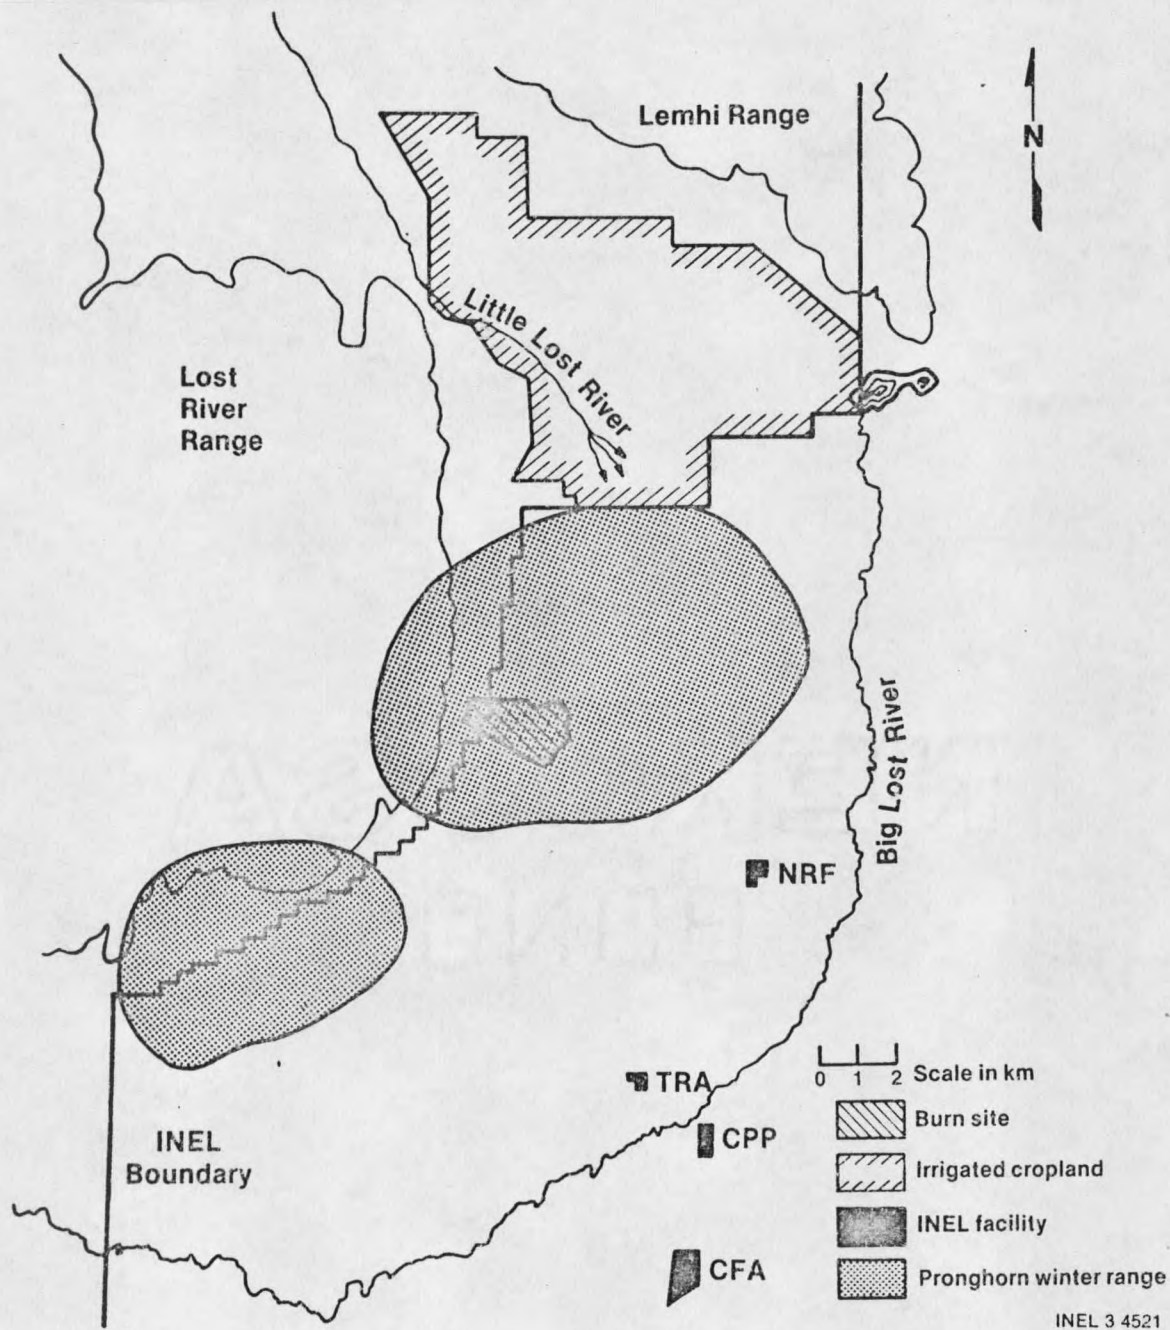 Lemhi Range
N
Little Lost River
Lost
River
Range
Big Lost River
NRF
TRA
0 1 2 Scale in km
CPP
Burn site
INEL
Boundary
Irrigated cropland
INEL facility
CFA
Pronghorn winter range
INEL 3 4521